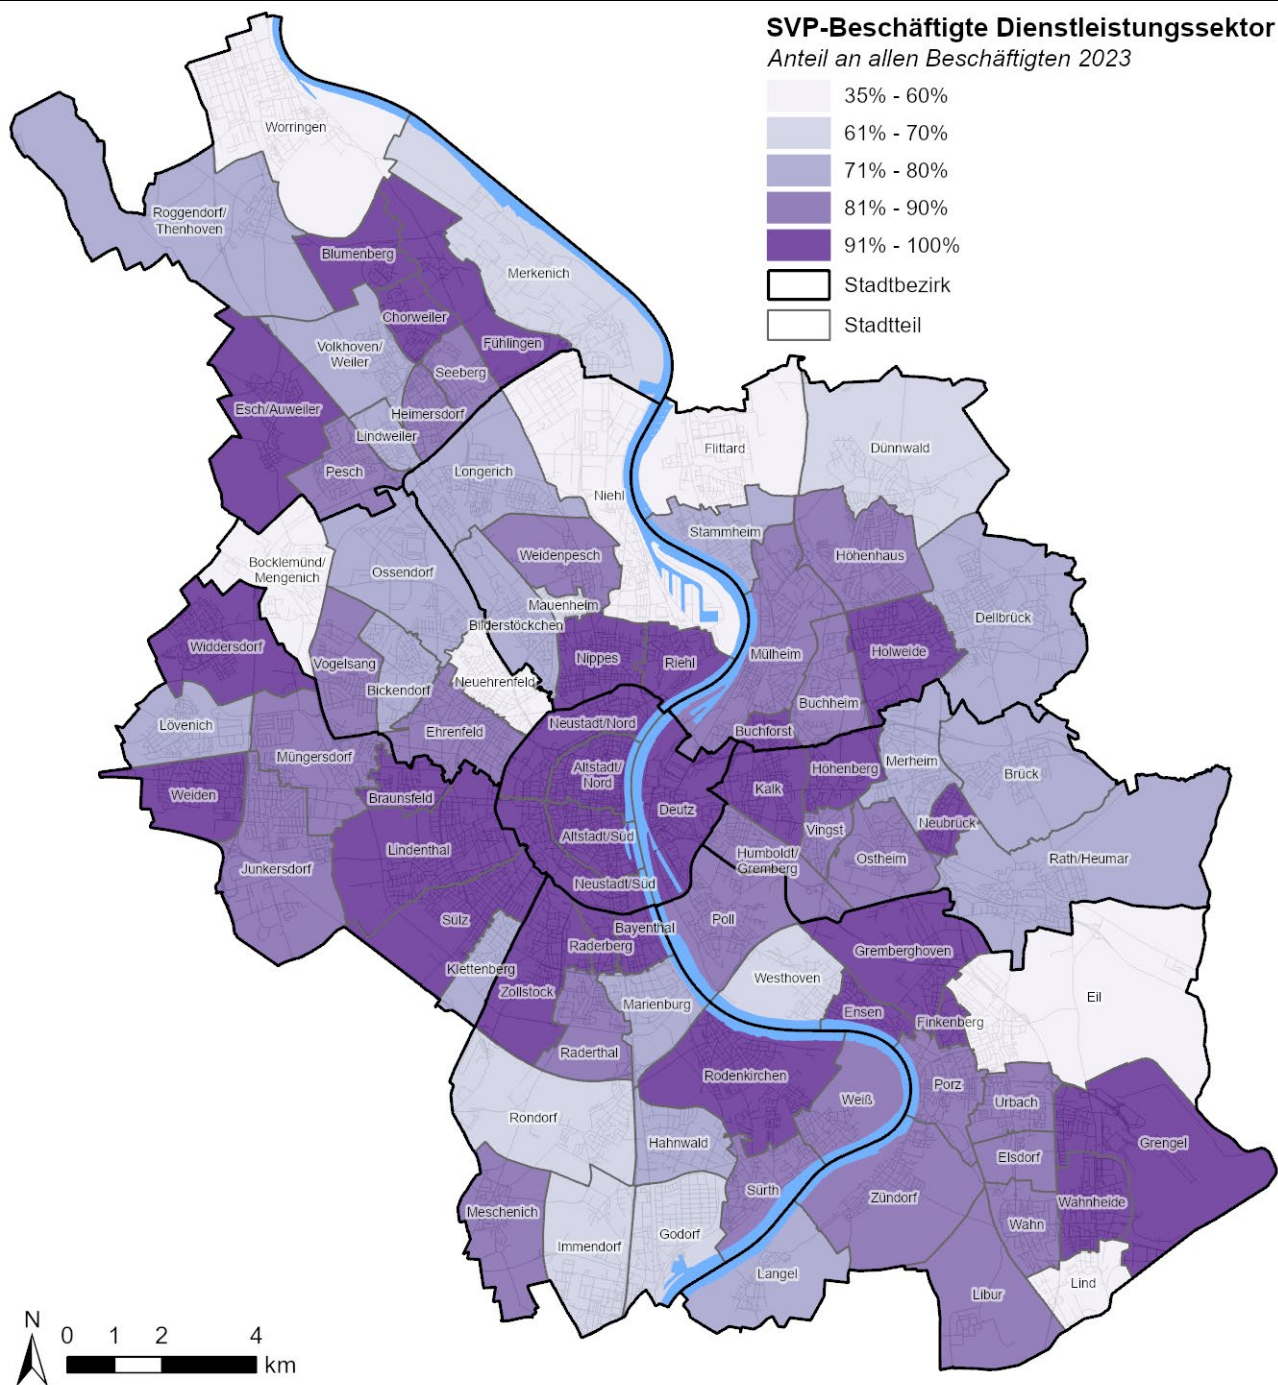 SVP-Beschäftigte Dienstleistungssektor
Anteil an allen Beschäftigten 2023
35% - 60%
61% - 70%
71% - 80%
81% - 90%
91% - 100%
Stadtbezirk
Stadtteil
Worringen
Roggendorf/
Thenhoven
Blumenberg
Merkenich
Chorweiler
Fühlingen
Volkhoven/
Weiler
Seeberg
Esch/Auweiler
Heimersdorf
Lindweiler
Pesch
Longerich
Flittard
Dünnwald
Niehl
Stammheim
Höhenhaus
Weidenpesch
Bocklemünd/
Mengenich
Ossendorf
Mauenheim
Bilderstöckchen
Dellbrück
Widdersdorf
Vogelsang
Nippes
Riehl
Mülheim
Holweide
Bickendorf
Neuehrenfeld
Buchheim
Lövenich
Neustadt/Nord
Ehrenfeld
Buchforst
Müngersdorf
Altstadt/
Nord
Merheim
Höhenberg
Brück
Weiden
Braunsfeld
Kalk
Deutz
Neubrück
Vingst
Altstadt/Süd
Lindenthal
Humboldt/
Gremberg
Ostheim
Rath/Heumar
Junkersdorf
Neustadt/Süd
Sülz
Poll
Bayenthal
Raderberg
Gremberghoven
Klettenberg
Westhoven
Zollstock
Marienburg
Eil
Ensen
Finkenberg
Raderthal
Rodenkirchen
Porz
Weiß
Urbach
Rondorf
Hahnwald
Grengel
Elsdorf
Sürth
Zündorf
Wahnheide
Meschenich
Wahn
Godorf
Immendorf
Langel
Lind
Libur
N
0 1 2 4
km